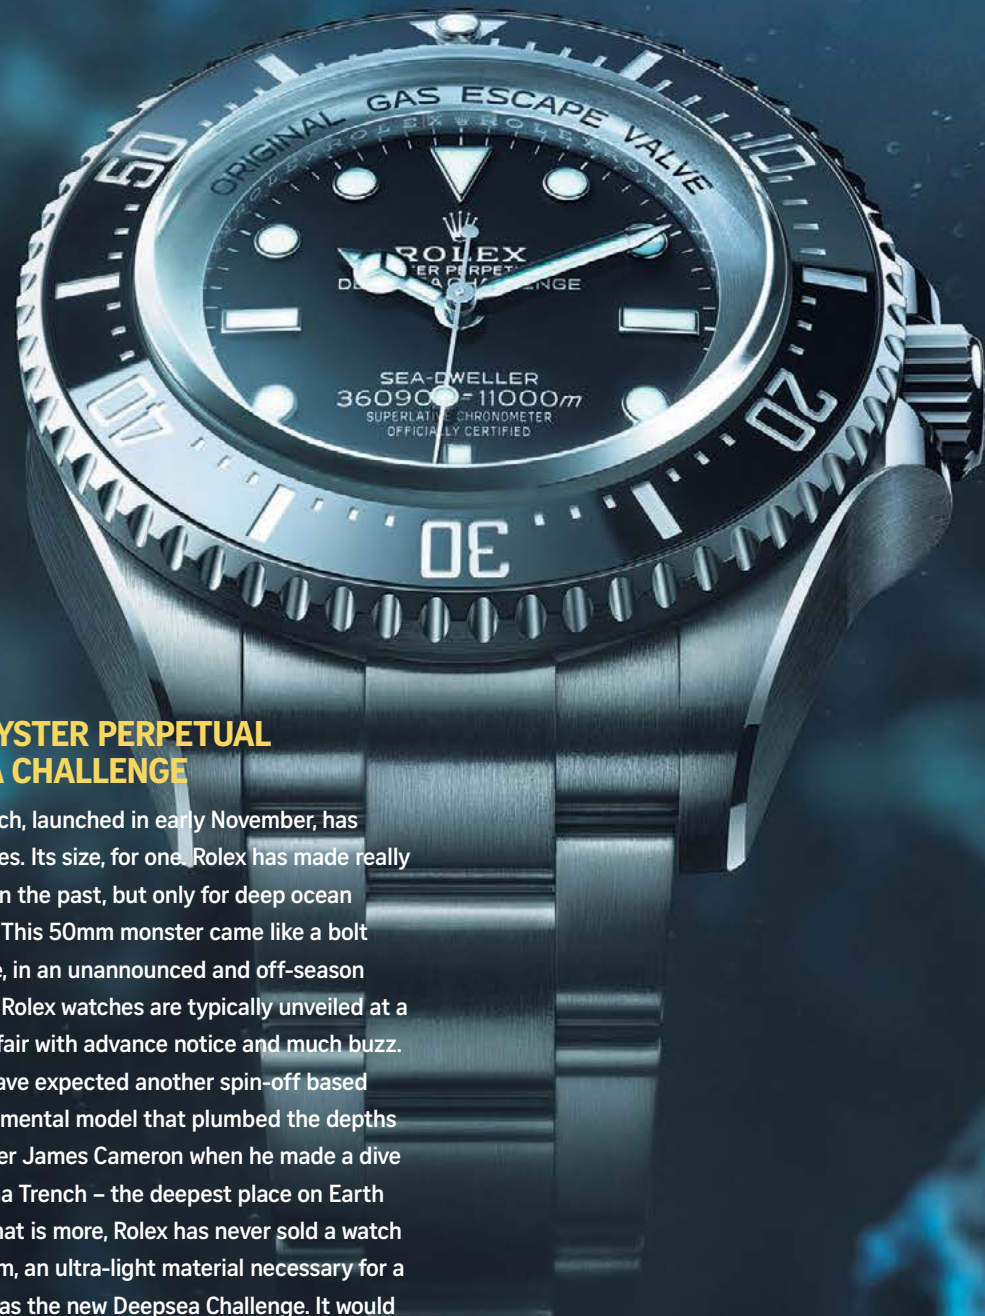 ORIGINAL GAS ESCAPE VALVE
50
10
ROLEX
SEA-DWELLER
11000m
SUPERLATIVE CHRONOMETER
OFFICIALLY CERTIFIED
40
20
30
YSTER PERPETUAL
A CHALLENGE
ch, launched in early November, has
es. Its size, for one. Rolex has made really
n the past, but only for deep ocean
This 50mm monster came like a bolt
e, in an unannounced and off-season
Rolex watches are typically unveiled at a
fair with advance notice and much buzz.
ave expected another spin-off based
mental model that plumbed the depths
er James Cameron when he made a dive
a Trench – the deepest place on Earth
hat is more, Rolex has never sold a watch
m, an ultra-light material necessary for a
as the new Deepsea Challenge. It would